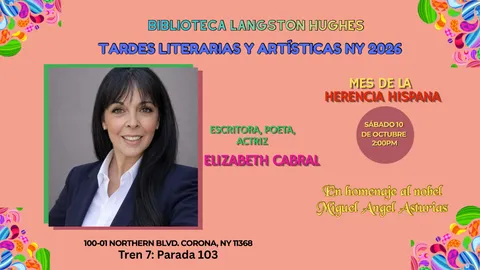 BIBLIOTECA LANGSTON HUGHES
TARDES LITERARIAS Y ARTÍSTICAS NY 2026
MES DE LA
HERENCIA HISPANA
SÁBADO 10
DE OCTUBRE
2:00PM
ESCRITORA, POETA,
ACTRIZ
ELIZABETH CABRAL
En homenaje al nobel
Miguel Angel Asturias
100-01 NORTHERN BLVD. CORONA, NY 11368
Tren 7: Parada 103